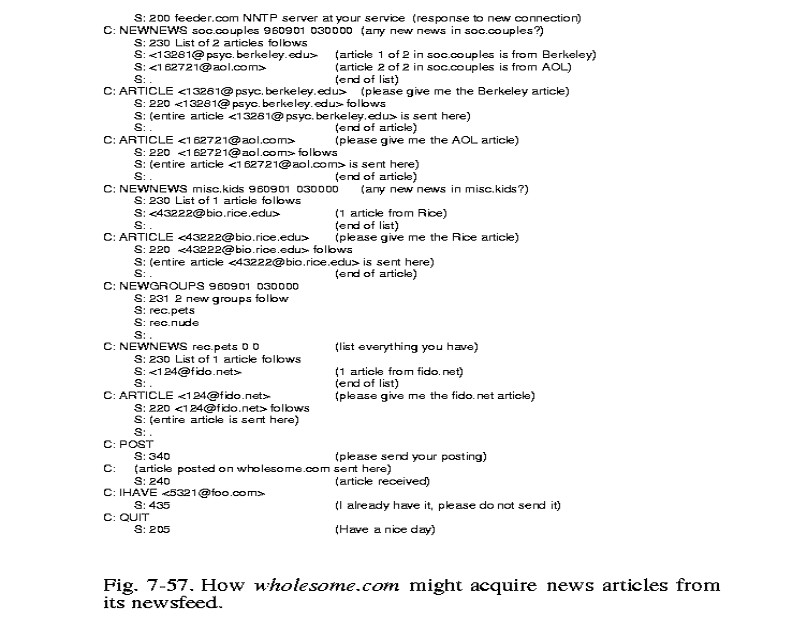 S: 200 feeder.com NNTP server at your service (response to new connection)
C: NEWNEWS soc.couples 960901 030000 (any new news in soc.couples?)
S: 230 List of 2 articles follows
S: <13281@psyc.berkeley.edu> (article 1 of 2 in soc.couples is from Berkeley)
S: <162721@aol.com> (article 2 of 2 in soc.couples is from AOL)
S: . (end of list)
C: ARTICLE <13281@psyc.berkeley.edu> (please give me the Berkeley article)
S: 220 <13281@psyc.berkeley.edu> follows
S: (entire article <13281@psyc.berkeley.edu> is sent here)
S: . (end of article)
C: ARTICLE <162721@aol.com> (please give me the AOL article)
S: 220 <162721@aol.com> follows
S: (entire article <162721@aol.com> is sent here)
S: . (end of article)
C: NEWNEWS misc.kids 960901 030000 (any new news in misc.kids?)
S: 230 List of 1 article follows
S: <43222@bio.rice.edu> (1 article from Rice)
S: . (end of list)
C: ARTICLE <43222@bio.rice.edu> (please give me the Rice article)
S: 220 <43222@bio.rice.edu> follows
S: (entire article <43222@bio.rice.edu> is sent here)
S: . (end of article)
C: NEWGROUPS 960901 030000
S: 231 2 new groups follow
S: rec.pets
S: rec.nude
S: .
C: NEWNEWS rec.pets 0 0 (list everything you have)
S: 230 List of 1 article follows
S: <124@fido.net> (1 article from fido.net)
S: . (end of list)
C: ARTICLE <124@fido.net> (please give me the fido.net article)
S: 220 <124@fido.net> follows
S: (entire article is sent here)
S: .
C: POST
S: 340 (please send your posting)
C: (article posted on wholesome.com sent here)
S: 240 (article received)
C: IHAVE <5321@foo.com>
S: 435 (I already have it, please do not send it)
C: QUIT
S: 205 (Have a nice day)
Fig. 7-57. How wholesome.com might acquire news articles from
its newsfeed.